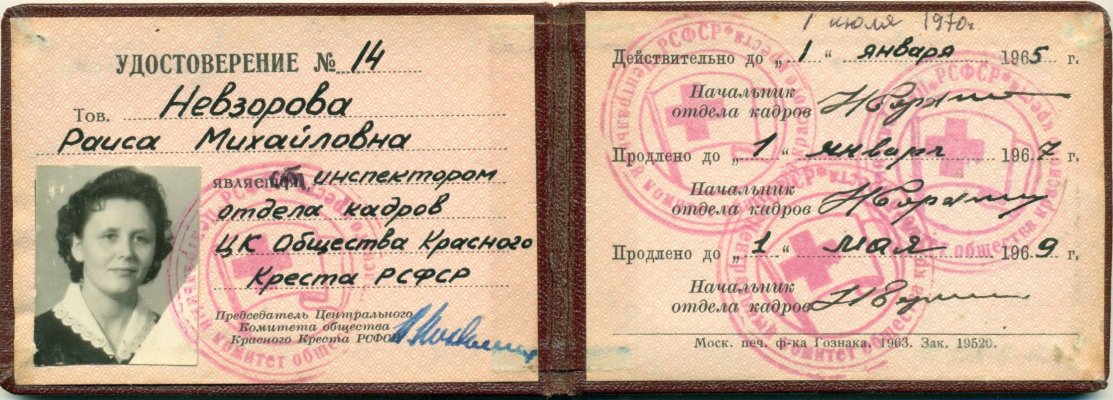 УДОСТОВЕРЕНИЕ № 14
Тов. Невзорова
Раиса Михайловна
является ст. инспектором
отдела кадров
ЦК Общества Красного
Креста РСФСР
Председатель Центрального
Комитета общества
Красного Креста РСФСР
1 июля 1970г.
Действительно до „ 1 “ января 1965 г.
Начальник
отдела кадров
Продлено до „ 1 “ январь 1967 г.
Начальник
отдела кадров
Продлено до „ 1 “ мая 1969 г.
Начальник
отдела кадров
Моск. печ. ф-ка Гознака. 1963. Зак. 19520.